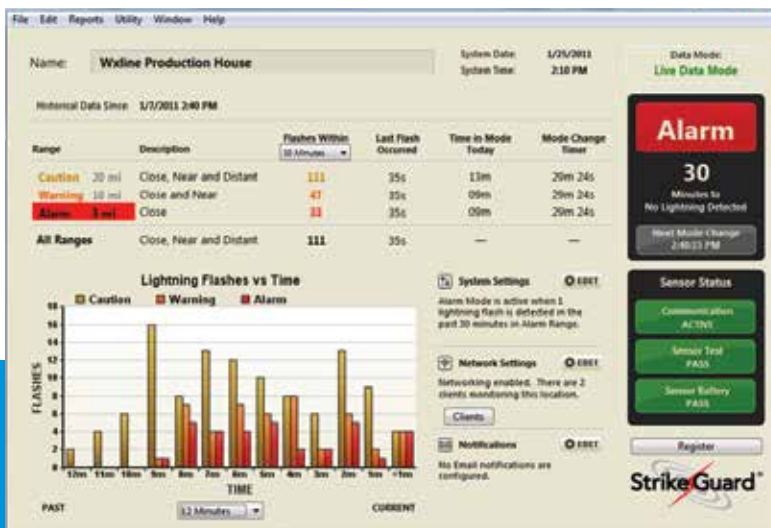 File Edit Reports Utility Window Help
Name: Wxline Production House
System Date: 1/25/2011
System Time: 2:10 PM
Data Mode:
Live Data Mode
Historical Data Since 1/7/2011 2:40 PM
Range Description Flashes Within Last Flash Occurred Time in Mode Today Mode Change Timer
30 Minutes
Caution 20 mi Close, Near and Distant 111 35s 13m 29m 24s
Warning 10 mi Close and Near 47 35s 09m 29m 24s
Alarm 5 mi Close 33 35s 09m 29m 24s
All Ranges Close, Near and Distant 111 35s — —
Alarm
30
Minutes to
No Lightning Detected
Next Mode Change
2:40:33 PM
Lightning Flashes vs Time
Caution Warning Alarm
18
16
14
12
10
8
6
4
2
0
FLASHES
12m 11m 10m 9m 8m 7m 6m 5m 4m 3m 2m 1m <1m
TIME
PAST 12 Minutes CURRENT
System Settings EDIT
Alarm Mode is active when 1
lightning flash is detected in the
past 30 minutes in Alarm Range.
Network Settings EDIT
Networking enabled. There are 2
clients monitoring this location.
Clients
Notifications EDIT
No Email notifications are
configured.
Sensor Status
Communication
ACTIVE
Sensor Test
PASS
Sensor Battery
PASS
Register
StrikeGuard